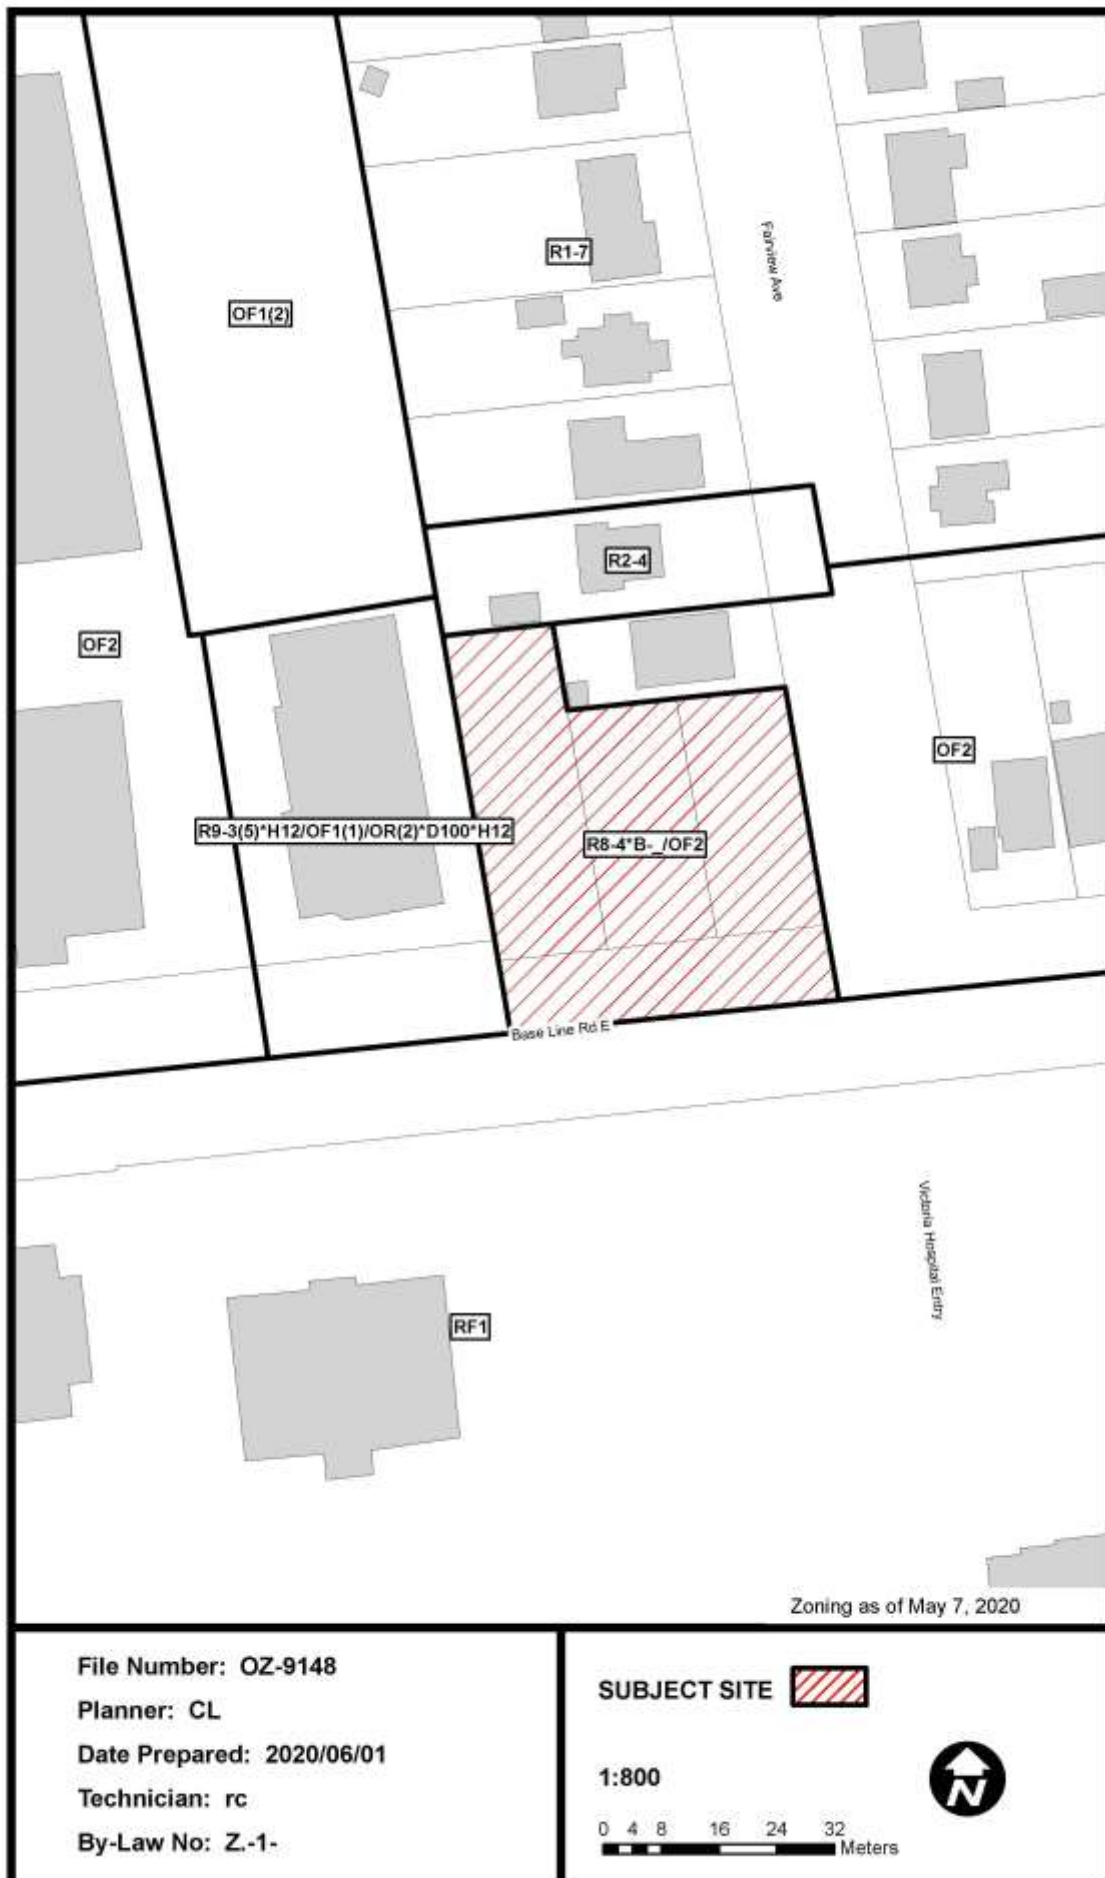 R1-7
Fairview Ave
OF1(2)
R2-4
OF2
OF2
R9-3(5)*H12/OF1(1)/OR(2)*D100*H12
R8-4*B-_/OF2
Base Line Rd E
Victoria Hospital Entry
RF1
Zoning as of May 7, 2020
File Number: OZ-9148
Planner: CL
Date Prepared: 2020/06/01
Technician: rc
By-Law No: Z.-1-
SUBJECT SITE
1:800
0 4 8 16 24 32
Meters
N